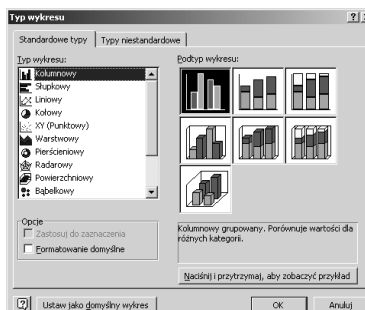 Typ wykresu
Standardowe typy
Typy niestandardowe
Typ wykresu:
Kolumnowy
Słupkowy
Liniowy
Kołowy
XY (Punktowy)
Warstwowy
Pierścieniowy
Radarowy
Powierzchniowy
Bąbelkowy
Podtyp wykresu:
Opcje
Zastosuj do zaznaczenia
Formatowanie domyślne
Kolumnowy grupowany. Porównuje wartości dla
różnych kategorii.
Naciśnij i przytrzymaj, aby zobaczyć przykład
Ustaw jako domyślny wykres
OK
Anuluj